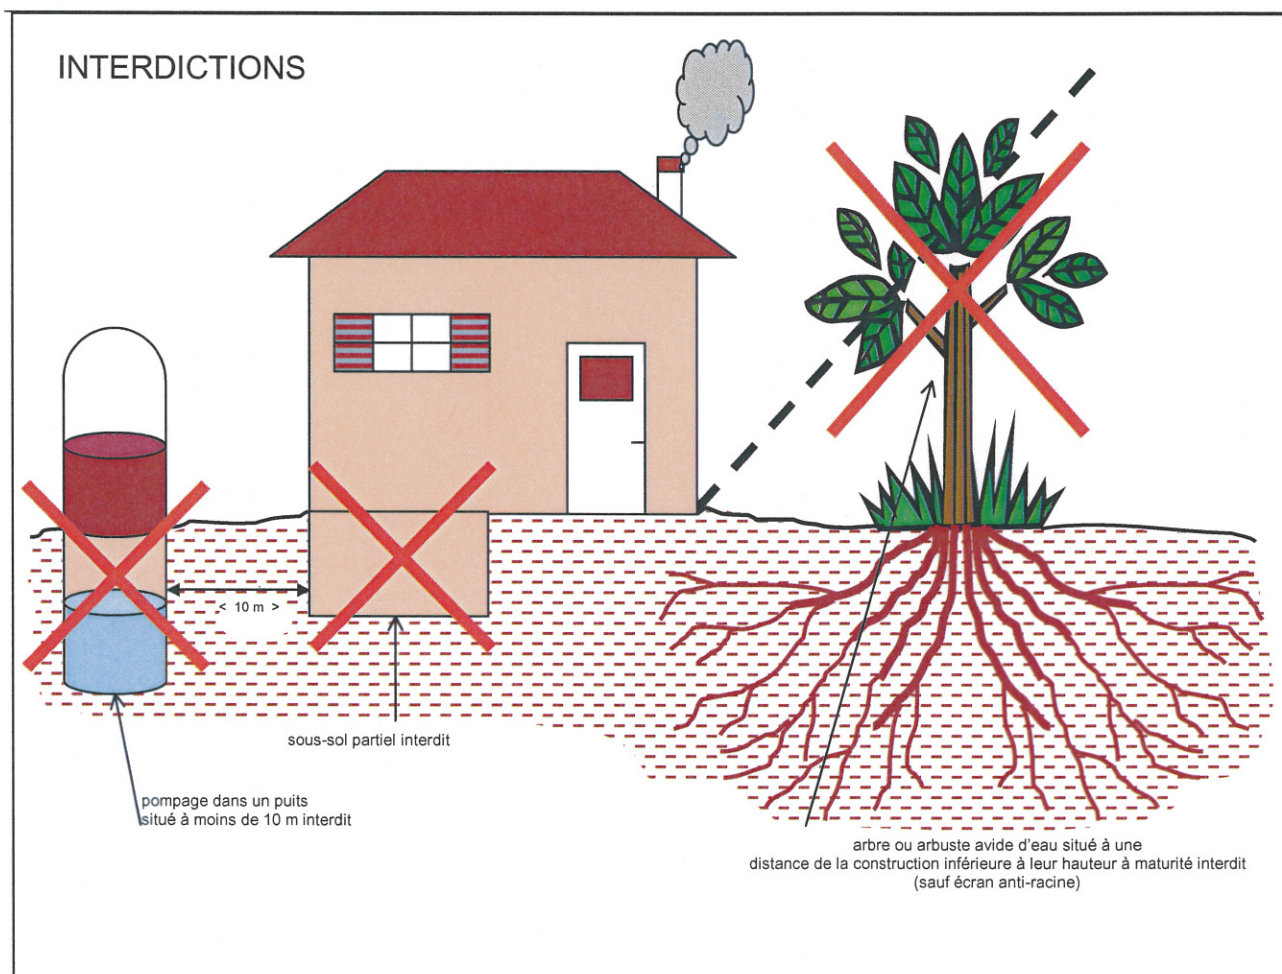 INTERDICTIONS
< 10 m >
sous-sol partiel interdit
pompage dans un puits
situé à moins de 10 m interdit
arbre ou arbuste avide d'eau situé à une
distance de la construction inférieure à leur hauteur à maturité interdit
(sauf écran anti-racine)